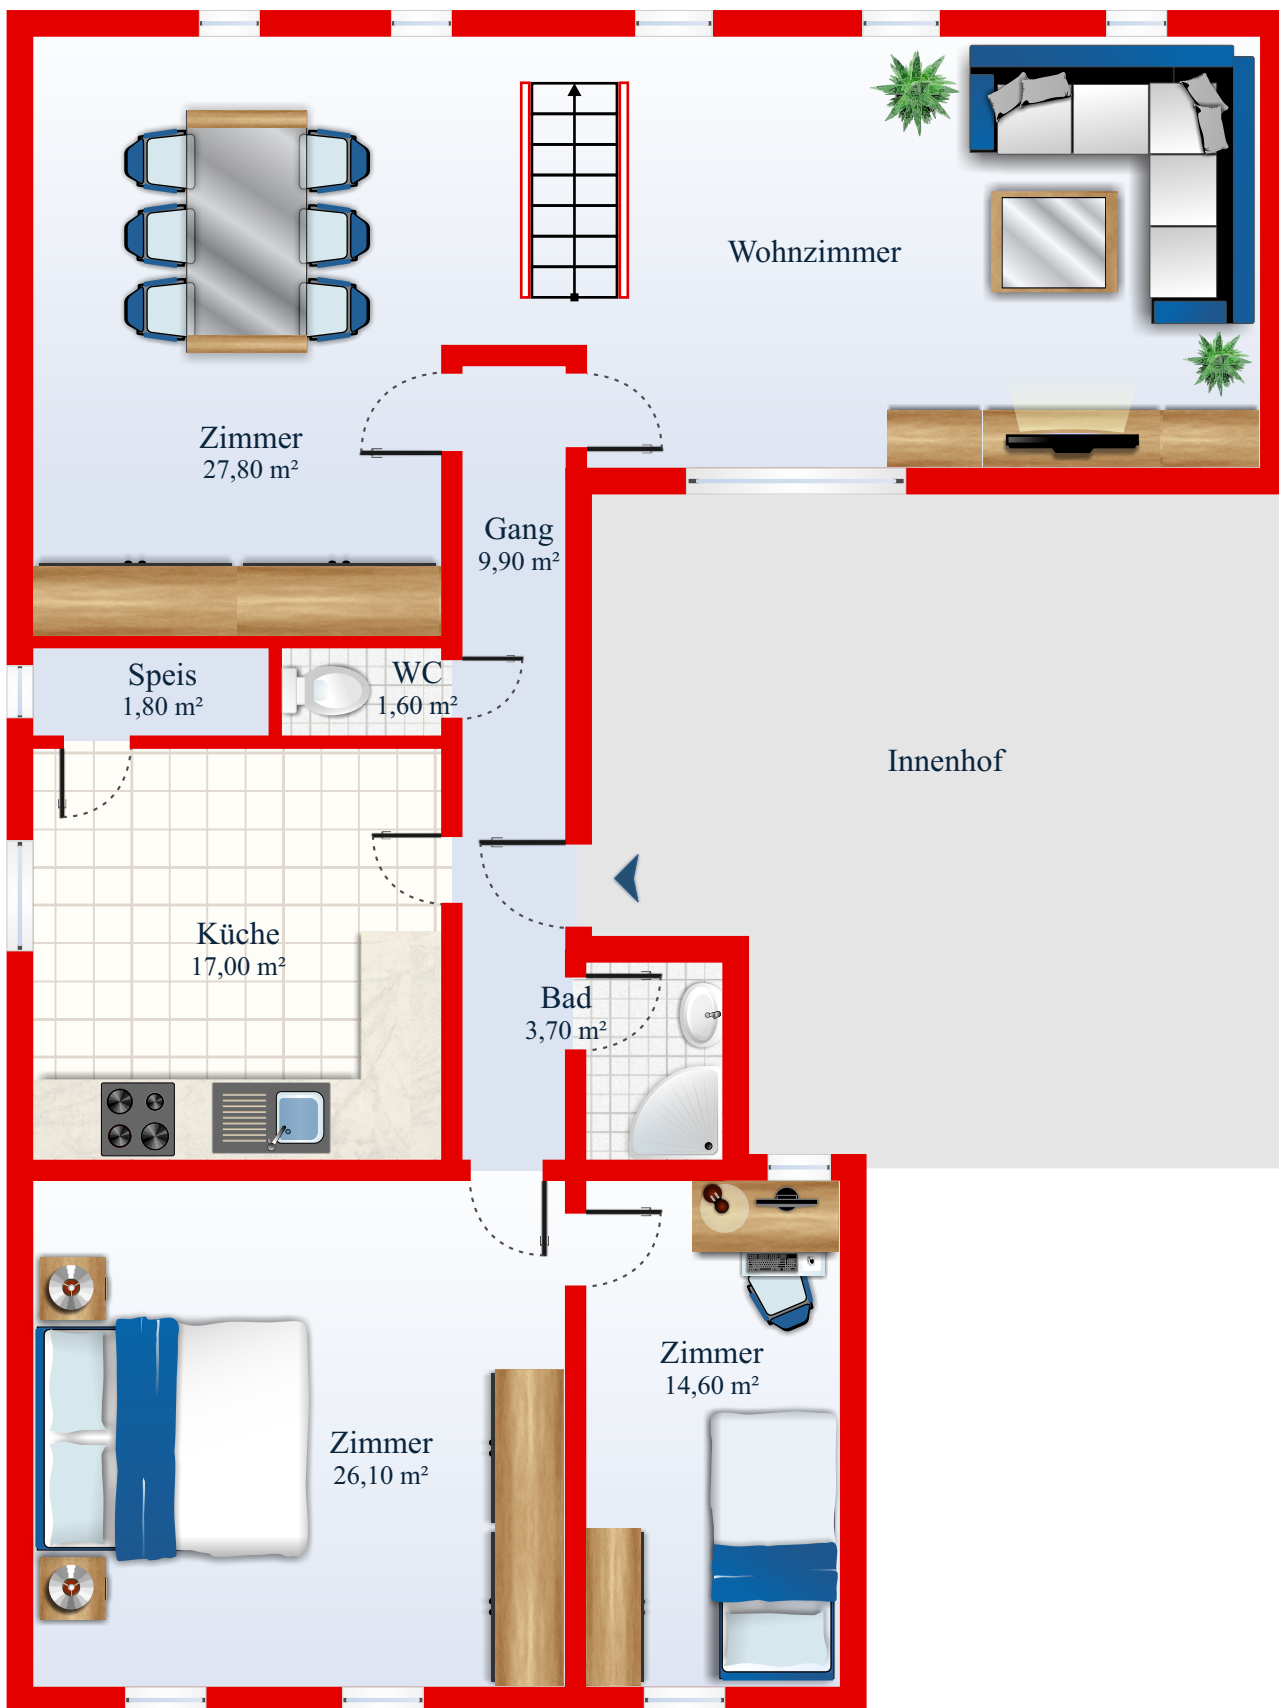 Wohnzimmer
Zimmer
27,80 m²
Gang
9,90 m²
Speis
1,80 m²
WC
1,60 m²
Innenhof
Küche
17,00 m²
Bad
3,70 m²
Zimmer
14,60 m²
Zimmer
26,10 m²